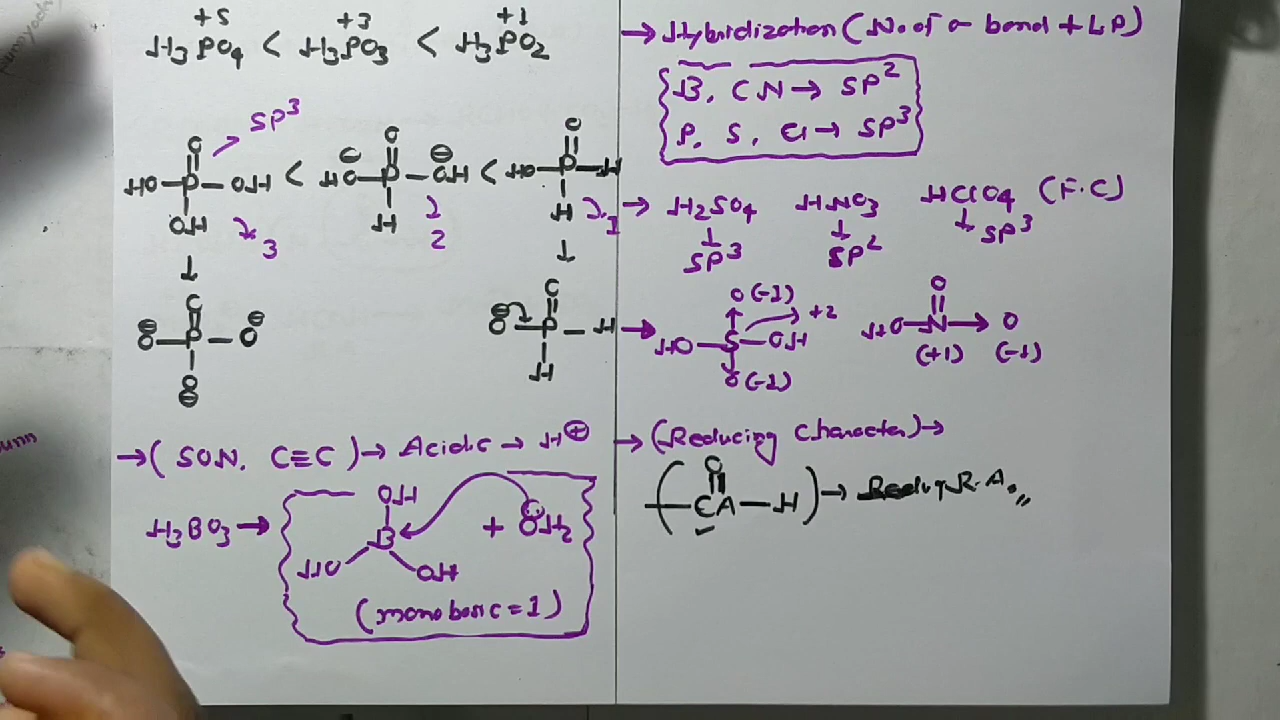 +5 +3 +1
H3PO4 < H3PO3 < H3PO2
SP3
O O O
HO-P-OH < HO-P-OH < HO-P-H
OH H H
3 2 1
O O
O-P-O O-P-H
O H
→(SON, C≡C)→ Acidic → H⊕
H3BO3 →
OH
B + OH2
HO OH
(monobasic = 1)
→ Hybridization (No of σ bond + LP)
B, C N → SP2
P, S, Cl → SP3
→ H2SO4 HNO3 HClO4 (F.C)
SP3 SP2 SP3
→ O(-1) +2 O
HO-S-OH HO-N→O
O(-1) (+1) (-1)
→(Reducing Character)→
O
(-CA-H)→ R.A.